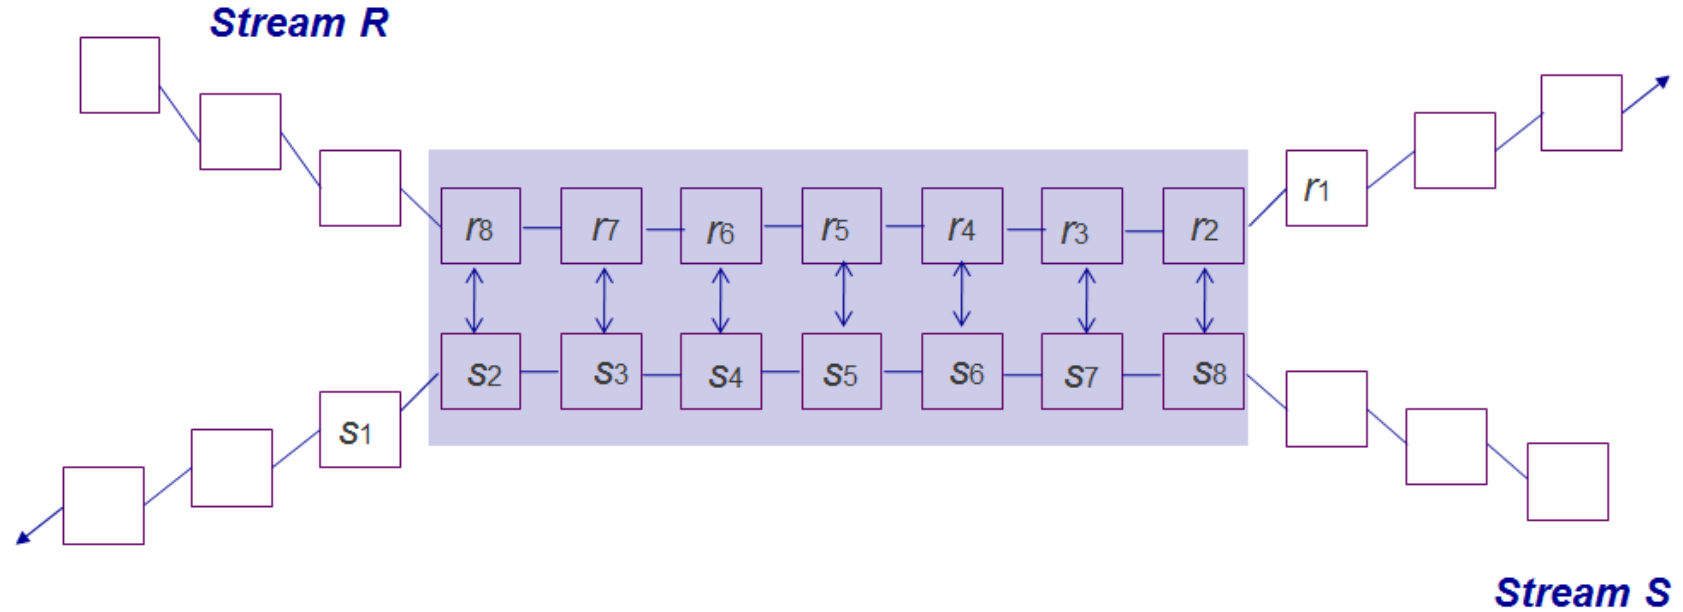 Stream R
r1
r8 r7 r6 r5 r4 r3 r2
s2 s3 s4 s5 s6 s7 s8
s1
Stream S